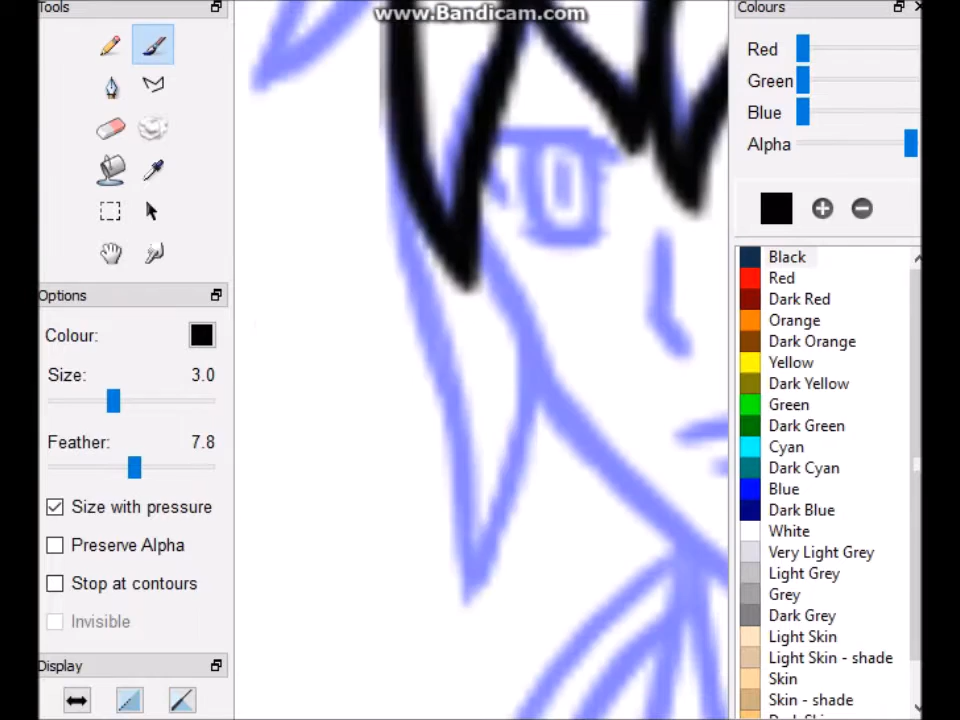 Tools
www.Bandicam.com
Colours
Red
Green
Blue
Alpha
Options
Colour:
Size: 3.0
Feather: 7.8
Size with pressure
Preserve Alpha
Stop at contours
Invisible
Display
Black
Red
Dark Red
Orange
Dark Orange
Yellow
Dark Yellow
Green
Dark Green
Cyan
Dark Cyan
Blue
Dark Blue
White
Very Light Grey
Light Grey
Grey
Dark Grey
Light Skin
Light Skin - shade
Skin
Skin - shade